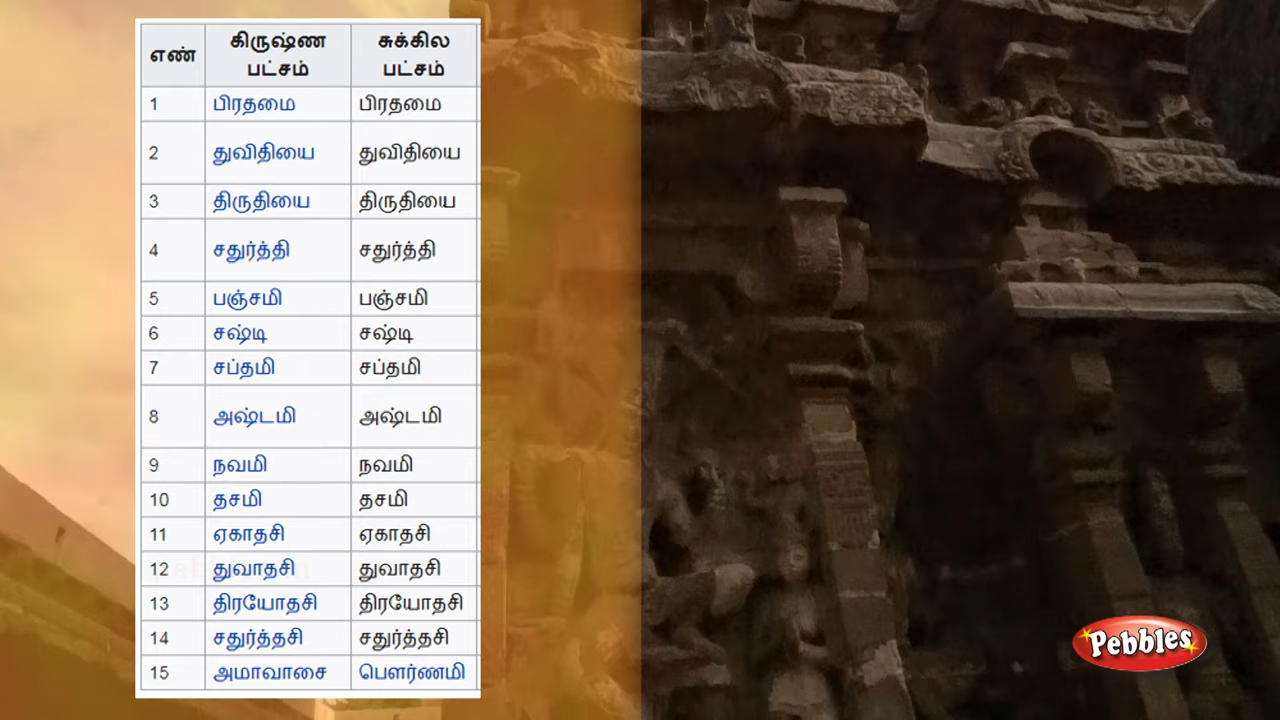 எண் கிருஷ்ண பட்சம் சுக்கில பட்சம்
1 பிரதமை பிரதமை
2 துவிதியை துவிதியை
3 திருதியை திருதியை
4 சதுர்த்தி சதுர்த்தி
5 பஞ்சமி பஞ்சமி
6 சஷ்டி சஷ்டி
7 சப்தமி சப்தமி
8 அஷ்டமி அஷ்டமி
9 நவமி நவமி
10 தசமி தசமி
11 ஏகாதசி ஏகாதசி
12 துவாதசி துவாதசி
13 திரயோதசி திரயோதசி
14 சதுர்த்தசி சதுர்த்தசி
15 அமாவாசை பௌர்ணமி
Pebbles